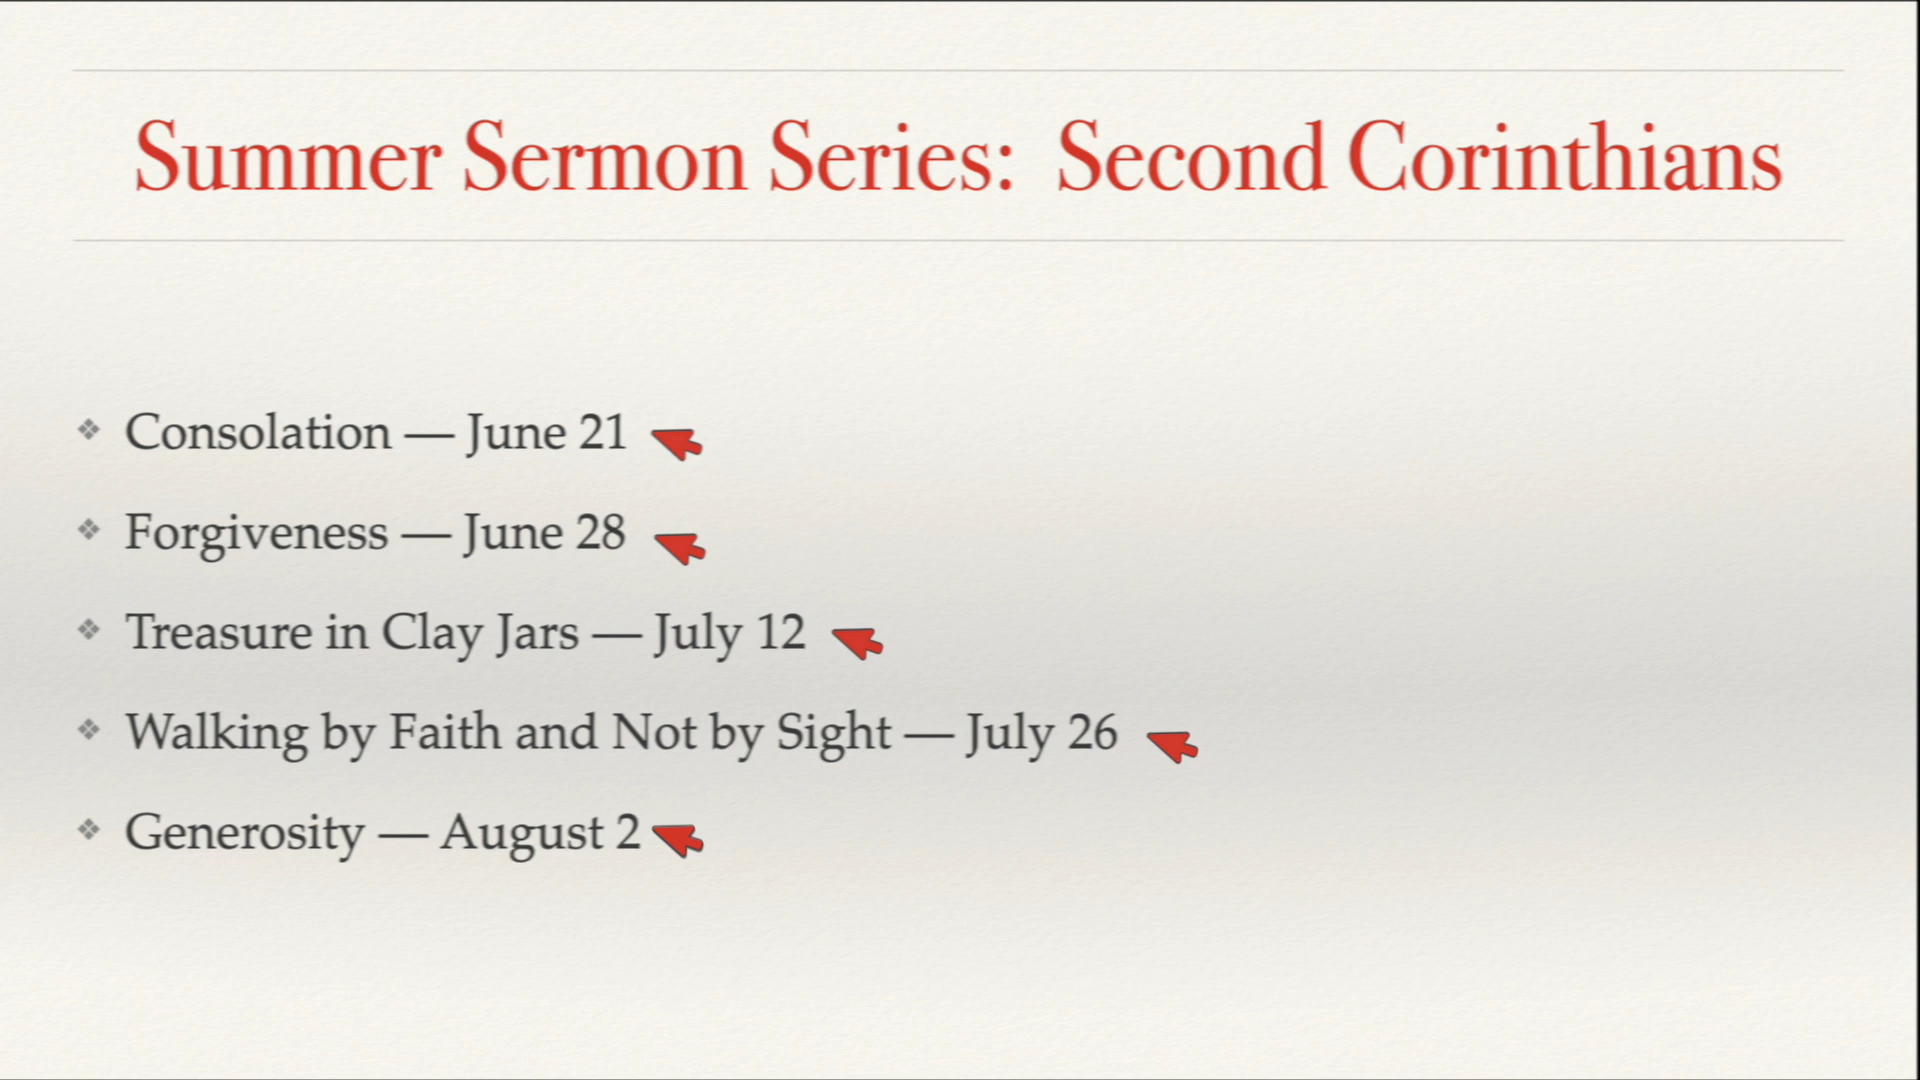 Summer Sermon Series: Second Corinthians
Consolation — June 21
Forgiveness — June 28
Treasure in Clay Jars — July 12
Walking by Faith and Not by Sight — July 26
Generosity — August 2